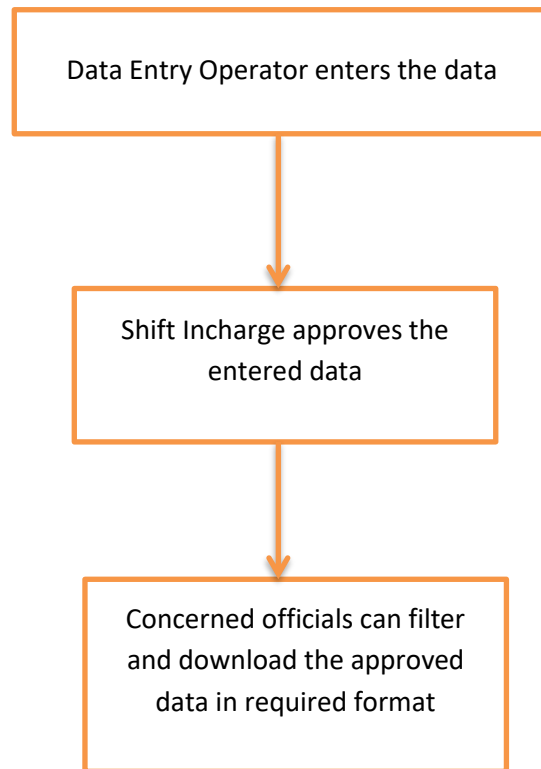 Data Entry Operator enters the data
Shift Incharge approves the
entered data
Concerned officials can filter
and download the approved
data in required format